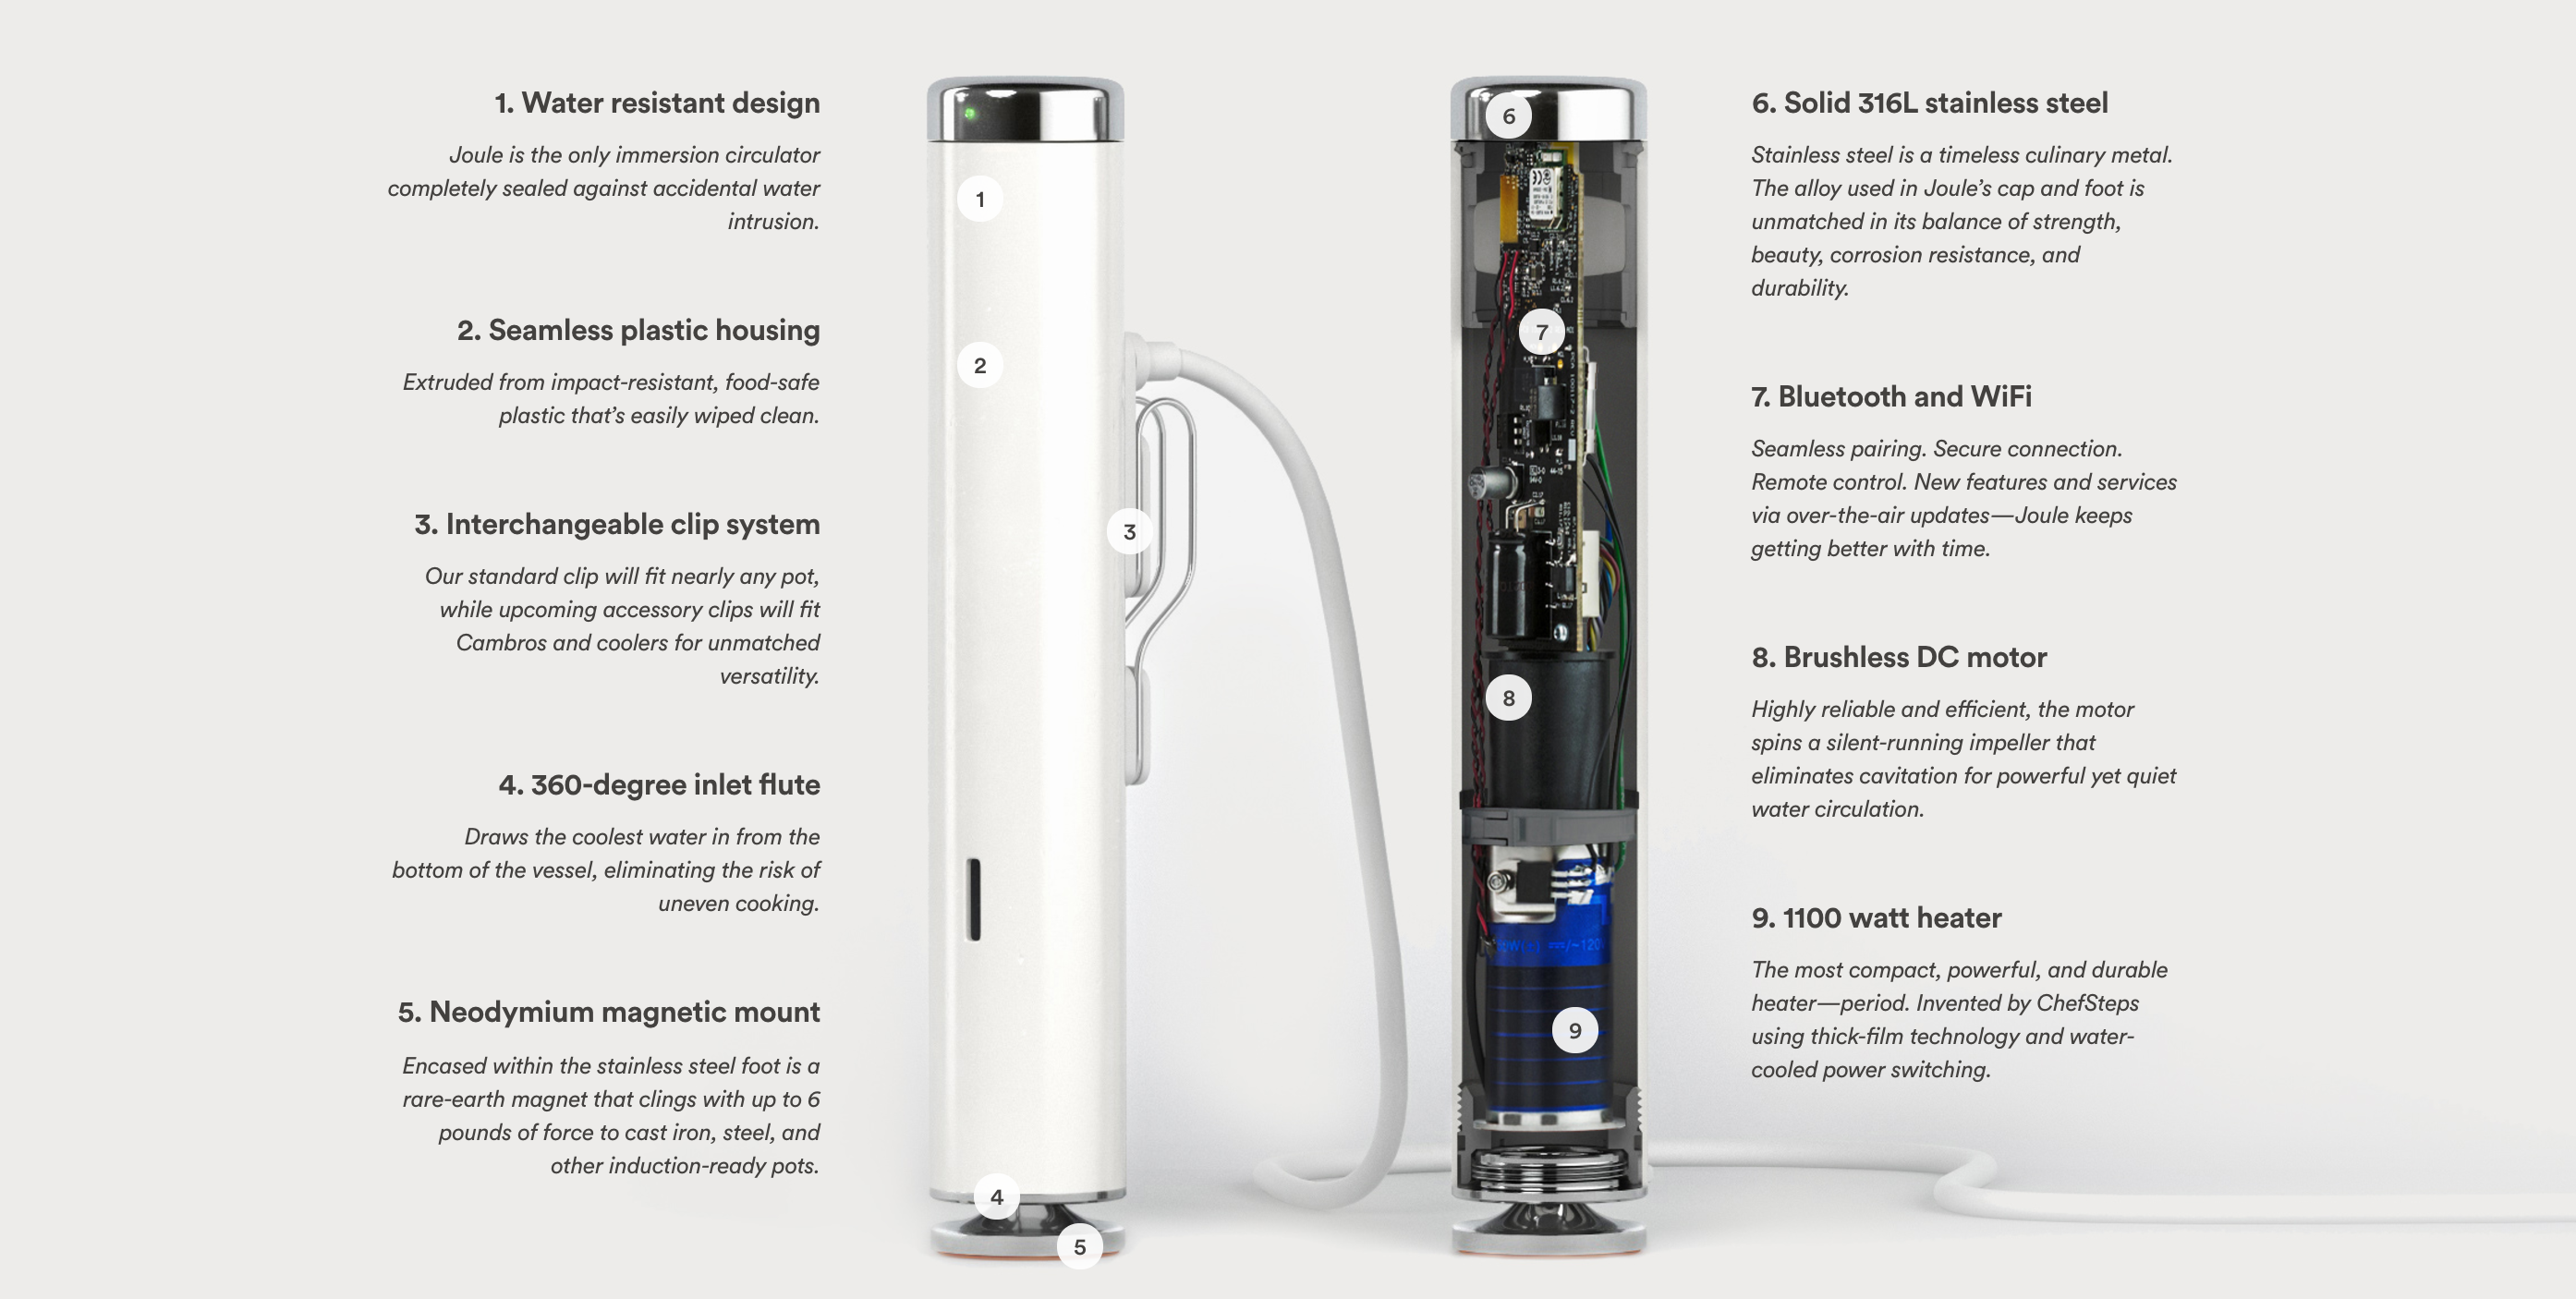 1. Water resistant design
Joule is the only immersion circulator
completely sealed against accidental water
intrusion.
2. Seamless plastic housing
Extruded from impact-resistant, food-safe
plastic that’s easily wiped clean.
3. Interchangeable clip system
Our standard clip will fit nearly any pot,
while upcoming accessory clips will fit
Cambros and coolers for unmatched
versatility.
4. 360-degree inlet flute
Draws the coolest water in from the
bottom of the vessel, eliminating the risk of
uneven cooking.
5. Neodymium magnetic mount
Encased within the stainless steel foot is a
rare-earth magnet that clings with up to 6
pounds of force to cast iron, steel, and
other induction-ready pots.
1
2
3
4
5
6
7
8
9
6. Solid 316L stainless steel
Stainless steel is a timeless culinary metal.
The alloy used in Joule’s cap and foot is
unmatched in its balance of strength,
beauty, corrosion resistance, and
durability.
7. Bluetooth and WiFi
Seamless pairing. Secure connection.
Remote control. New features and services
via over-the-air updates—Joule keeps
getting better with time.
8. Brushless DC motor
Highly reliable and efficient, the motor
spins a silent-running impeller that
eliminates cavitation for powerful yet quiet
water circulation.
9. 1100 watt heater
The most compact, powerful, and durable
heater—period. Invented by ChefSteps
using thick-film technology and water-
cooled power switching.